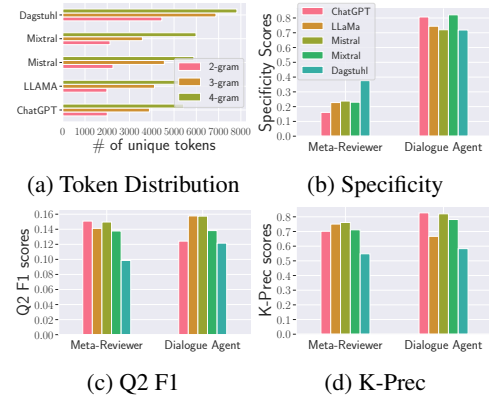 Dagstuhl
Mixtral
Mistral
LLAMA
ChatGPT
2-gram
3-gram
4-gram
0 1000 2000 3000 4000 5000 6000 7000 8000
# of unique tokens
(a) Token Distribution
Specificity Scores
0.8
0.7
0.6
0.5
0.4
0.3
0.2
0.1
0.0
ChatGPT
LLaMa
Mistral
Mixtral
Dagstuhl
Meta-Reviewer Dialogue Agent
(b) Specificity
Q2 F1 scores
0.16
0.14
0.12
0.10
0.08
0.06
0.04
0.02
0.00
Meta-Reviewer Dialogue Agent
(c) Q2 F1
K-Prec scores
0.8
0.7
0.6
0.5
0.4
0.3
0.2
0.1
0.0
Meta-Reviewer Dialogue Agent
(d) K-Prec